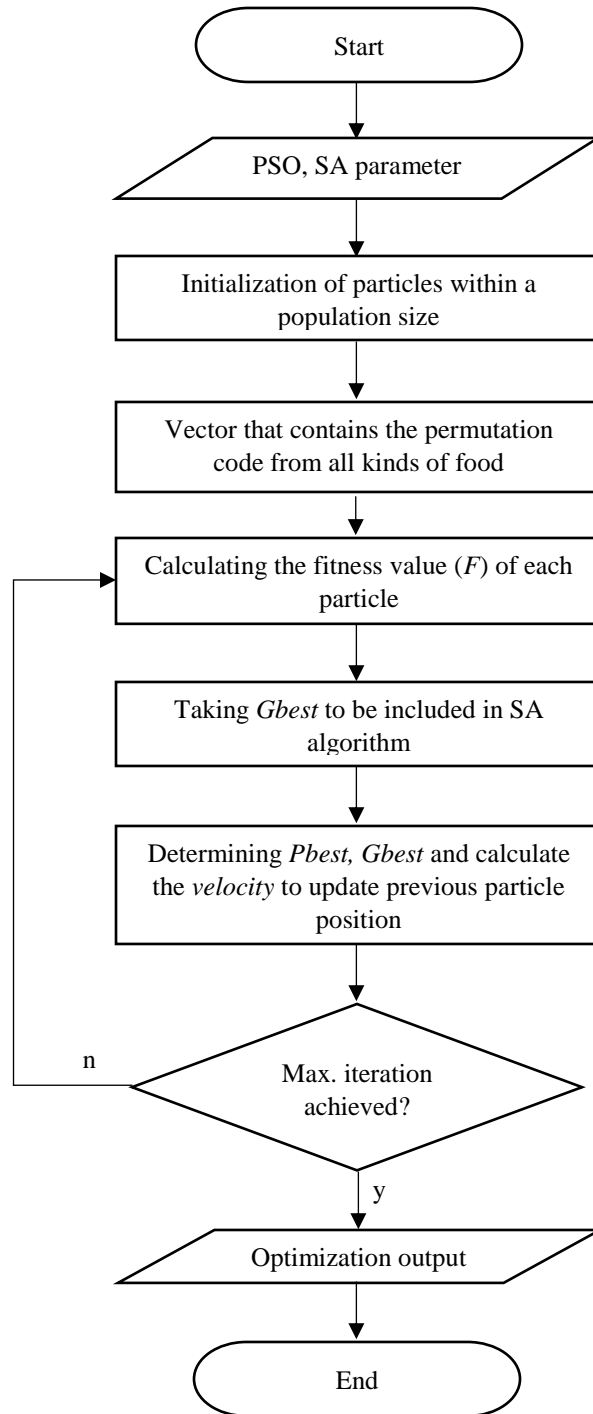 Start
PSO, SA parameter
Initialization of particles within a
population size
Vector that contains the permutation
code from all kinds of food
Calculating the fitness value (F) of each
particle
Taking Gbest to be included in SA
algorithm
Determining Pbest, Gbest and calculate
the velocity to update previous particle
position
n
Max. iteration
achieved?
y
Optimization output
End